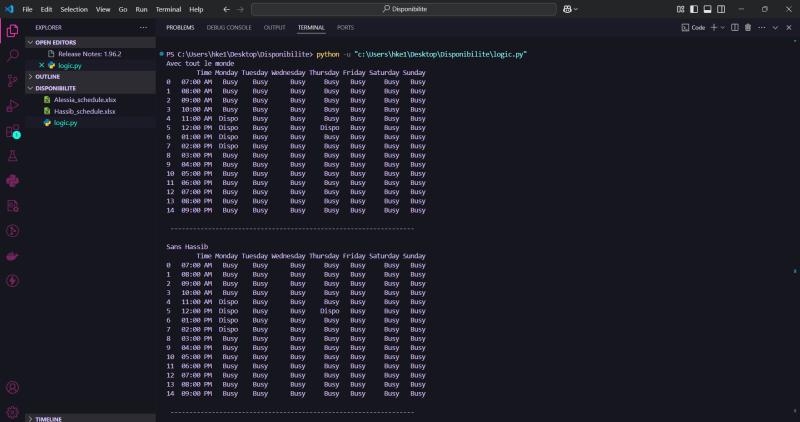 File Edit Selection View Go Run Terminal Help
Disponibilite
EXPLORER
PROBLEMS DEBUG CONSOLE OUTPUT TERMINAL PORTS
Code
OPEN EDITORS
Release Notes: 1.96.2
logic.py
OUTLINE
DISPONIBILITE
Alessia_schedule.xlsx
Hassib_schedule.xlsx
logic.py
1
TIMELINE
PS C:\Users\hke1\Desktop\Disponibilite> python -u "c:\Users\hke1\Desktop\Disponibilite\logic.py"
Avec tout le monde
Time Monday Tuesday Wednesday Thursday Friday Saturday Sunday
0 07:00 AM Busy Busy Busy Busy Busy Busy Busy
1 08:00 AM Busy Busy Busy Busy Busy Busy Busy
2 09:00 AM Busy Busy Busy Busy Busy Busy Busy
3 10:00 AM Busy Busy Busy Busy Busy Busy Busy
4 11:00 AM Dispo Busy Busy Busy Busy Busy Busy
5 12:00 PM Dispo Busy Busy Dispo Busy Busy Busy
6 01:00 PM Dispo Busy Busy Busy Busy Busy Busy
7 02:00 PM Dispo Busy Busy Busy Busy Busy Busy
8 03:00 PM Busy Busy Busy Busy Busy Busy Busy
9 04:00 PM Busy Busy Busy Busy Busy Busy Busy
10 05:00 PM Busy Busy Busy Busy Busy Busy Busy
11 06:00 PM Busy Busy Busy Busy Busy Busy Busy
12 07:00 PM Busy Busy Busy Busy Busy Busy Busy
13 08:00 PM Busy Busy Busy Busy Busy Busy Busy
14 09:00 PM Busy Busy Busy Busy Busy Busy Busy
-----------------------------------------------------------------
Sans Hassib
Time Monday Tuesday Wednesday Thursday Friday Saturday Sunday
0 07:00 AM Busy Busy Busy Busy Busy Busy Busy
1 08:00 AM Busy Busy Busy Busy Busy Busy Busy
2 09:00 AM Busy Busy Busy Busy Busy Busy Busy
3 10:00 AM Busy Busy Busy Busy Busy Busy Busy
4 11:00 AM Dispo Busy Busy Busy Busy Busy Busy
5 12:00 PM Dispo Busy Busy Dispo Busy Busy Busy
6 01:00 PM Dispo Busy Busy Busy Busy Busy Busy
7 02:00 PM Dispo Busy Busy Busy Busy Busy Busy
8 03:00 PM Busy Busy Busy Busy Busy Busy Busy
9 04:00 PM Busy Busy Busy Busy Busy Busy Busy
10 05:00 PM Busy Busy Busy Busy Busy Busy Busy
11 06:00 PM Busy Busy Busy Busy Busy Busy Busy
12 07:00 PM Busy Busy Busy Busy Busy Busy Busy
13 08:00 PM Busy Busy Busy Busy Busy Busy Busy
14 09:00 PM Busy Busy Busy Busy Busy Busy Busy
-----------------------------------------------------------------